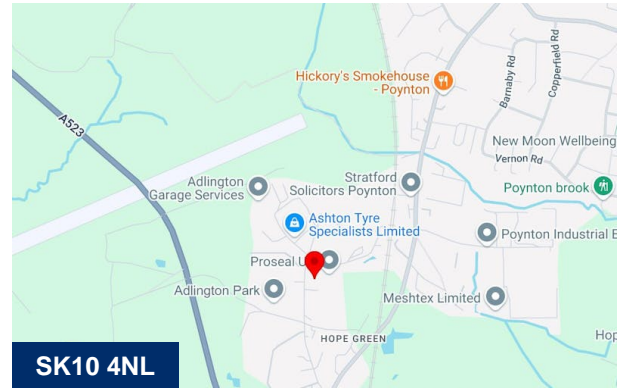 Hickory's Smokehouse
- Poynton
Barnaby Rd
Copperfield Rd
A523
New Moon Wellbeing
Vernon Rd
Adlington
Garage Services
Stratford
Solicitors Poynton
Poynton brook
Ashton Tyre
Specialists Limited
Poynton Industrial E
Proseal U
Adlington Park
Meshtex Limited
HOPE GREEN
Hop
SK10 4NL